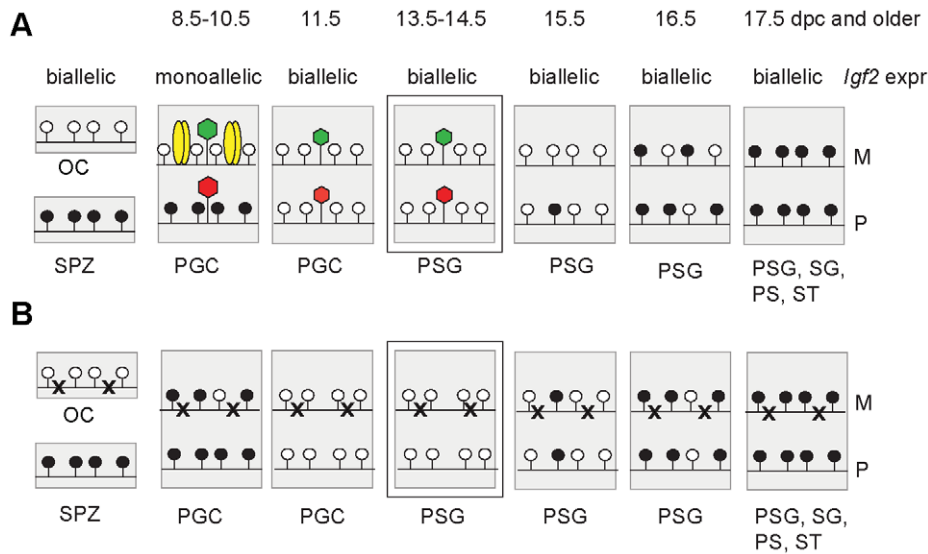 A
8.5-10.5 11.5 13.5-14.5 15.5 16.5 17.5 dpc and older
biallelic monoallelic biallelic biallelic biallelic biallelic biallelic Igf2 expr
M
OC
P
SPZ PGC PGC PSG PSG PSG PSG, SG,
PS, ST
B
X X X X X X X X X X X X X X M
OC
P
SPZ PGC PGC PSG PSG PSG PSG, SG,
PS, ST